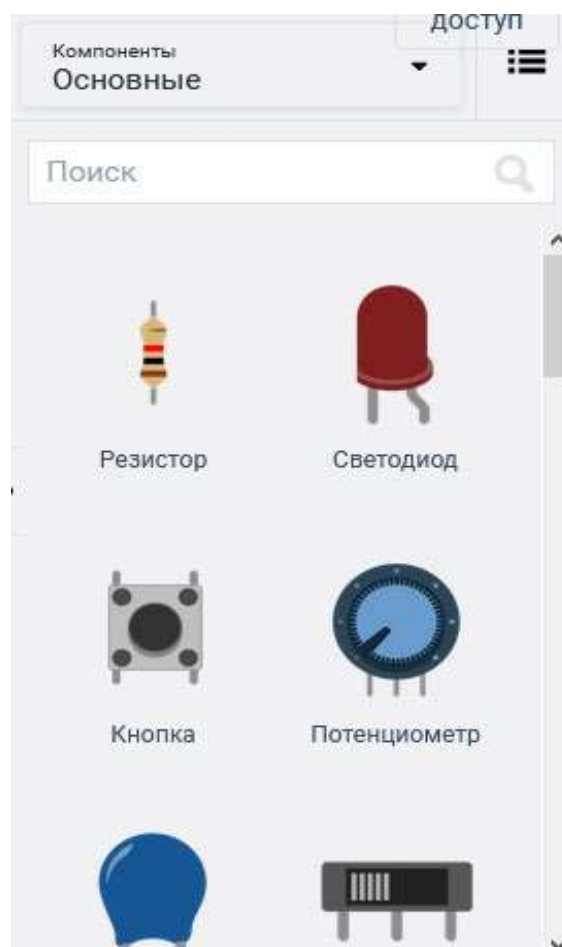 доступ
Компоненты
Основные
Поиск
Резистор
Светодиод
Кнопка
Потенциометр